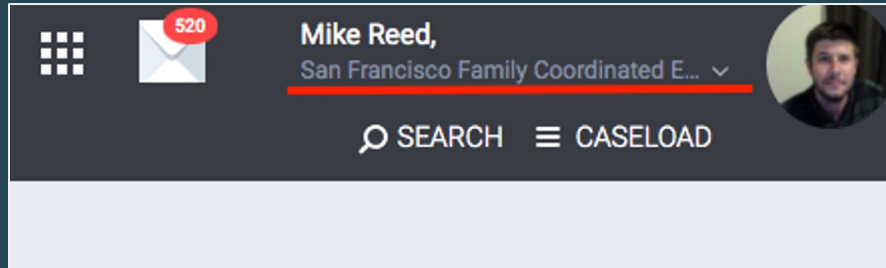 520
Mike Reed,
San Francisco Family Coordinated E...
SEARCH CASELOAD